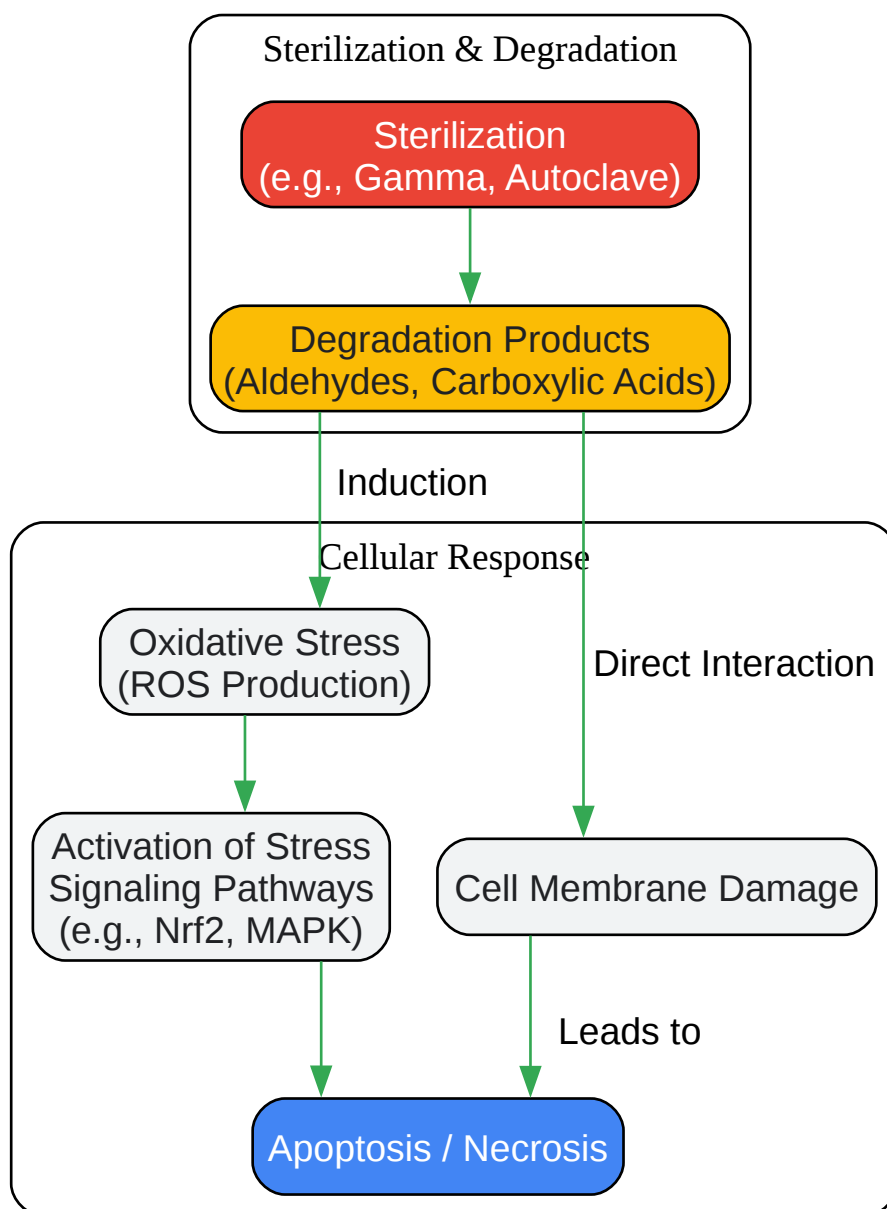 Sterilization & Degradation
Sterilization
(e.g., Gamma, Autoclave)
Degradation Products
(Aldehydes, Carboxylic Acids)
Induction
Cellular Response
Oxidative Stress
(ROS Production)
Direct Interaction
Activation of Stress
Signaling Pathways
(e.g., Nrf2, MAPK)
Cell Membrane Damage
Leads to
Apoptosis / Necrosis